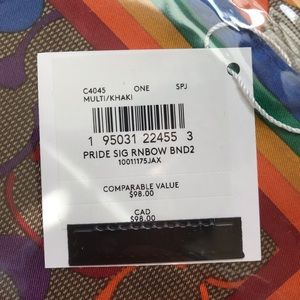 C4045 ONE SPJ
MULTI/KHAKI
1 95031 22455 3
PRIDE SIG RNBOW BND2
10011175JAX
COMPARABLE VALUE
$98.00
CAD
$98.00